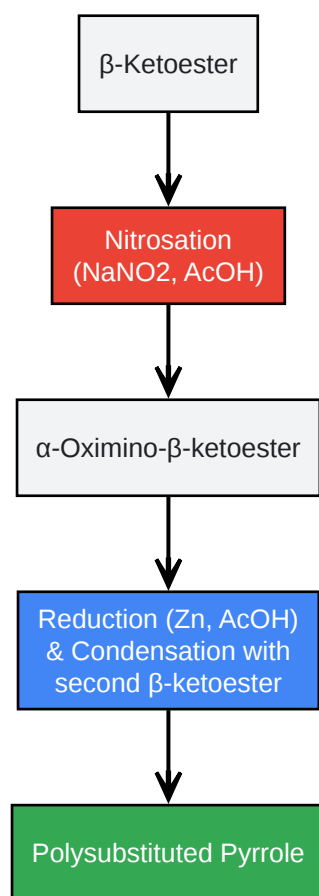 β-Ketoester
Nitrosation
(NaNO2, AcOH)
α-Oximino-β-ketoester
Reduction (Zn, AcOH)
& Condensation with
second β-ketoester
Polysubstituted Pyrrole